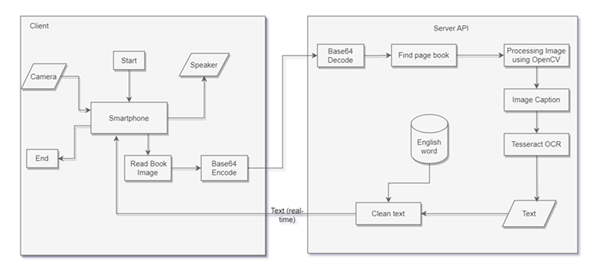 Client
Start
Camera
Speaker
Smartphone
End
Read Book
Image
Base64
Encode
Text (real-
time)
Server API
Base64
Decode
Find page book
Processing Image
using OpenCV
Image Caption
Tesseract OCR
English
word
Clean text
Text